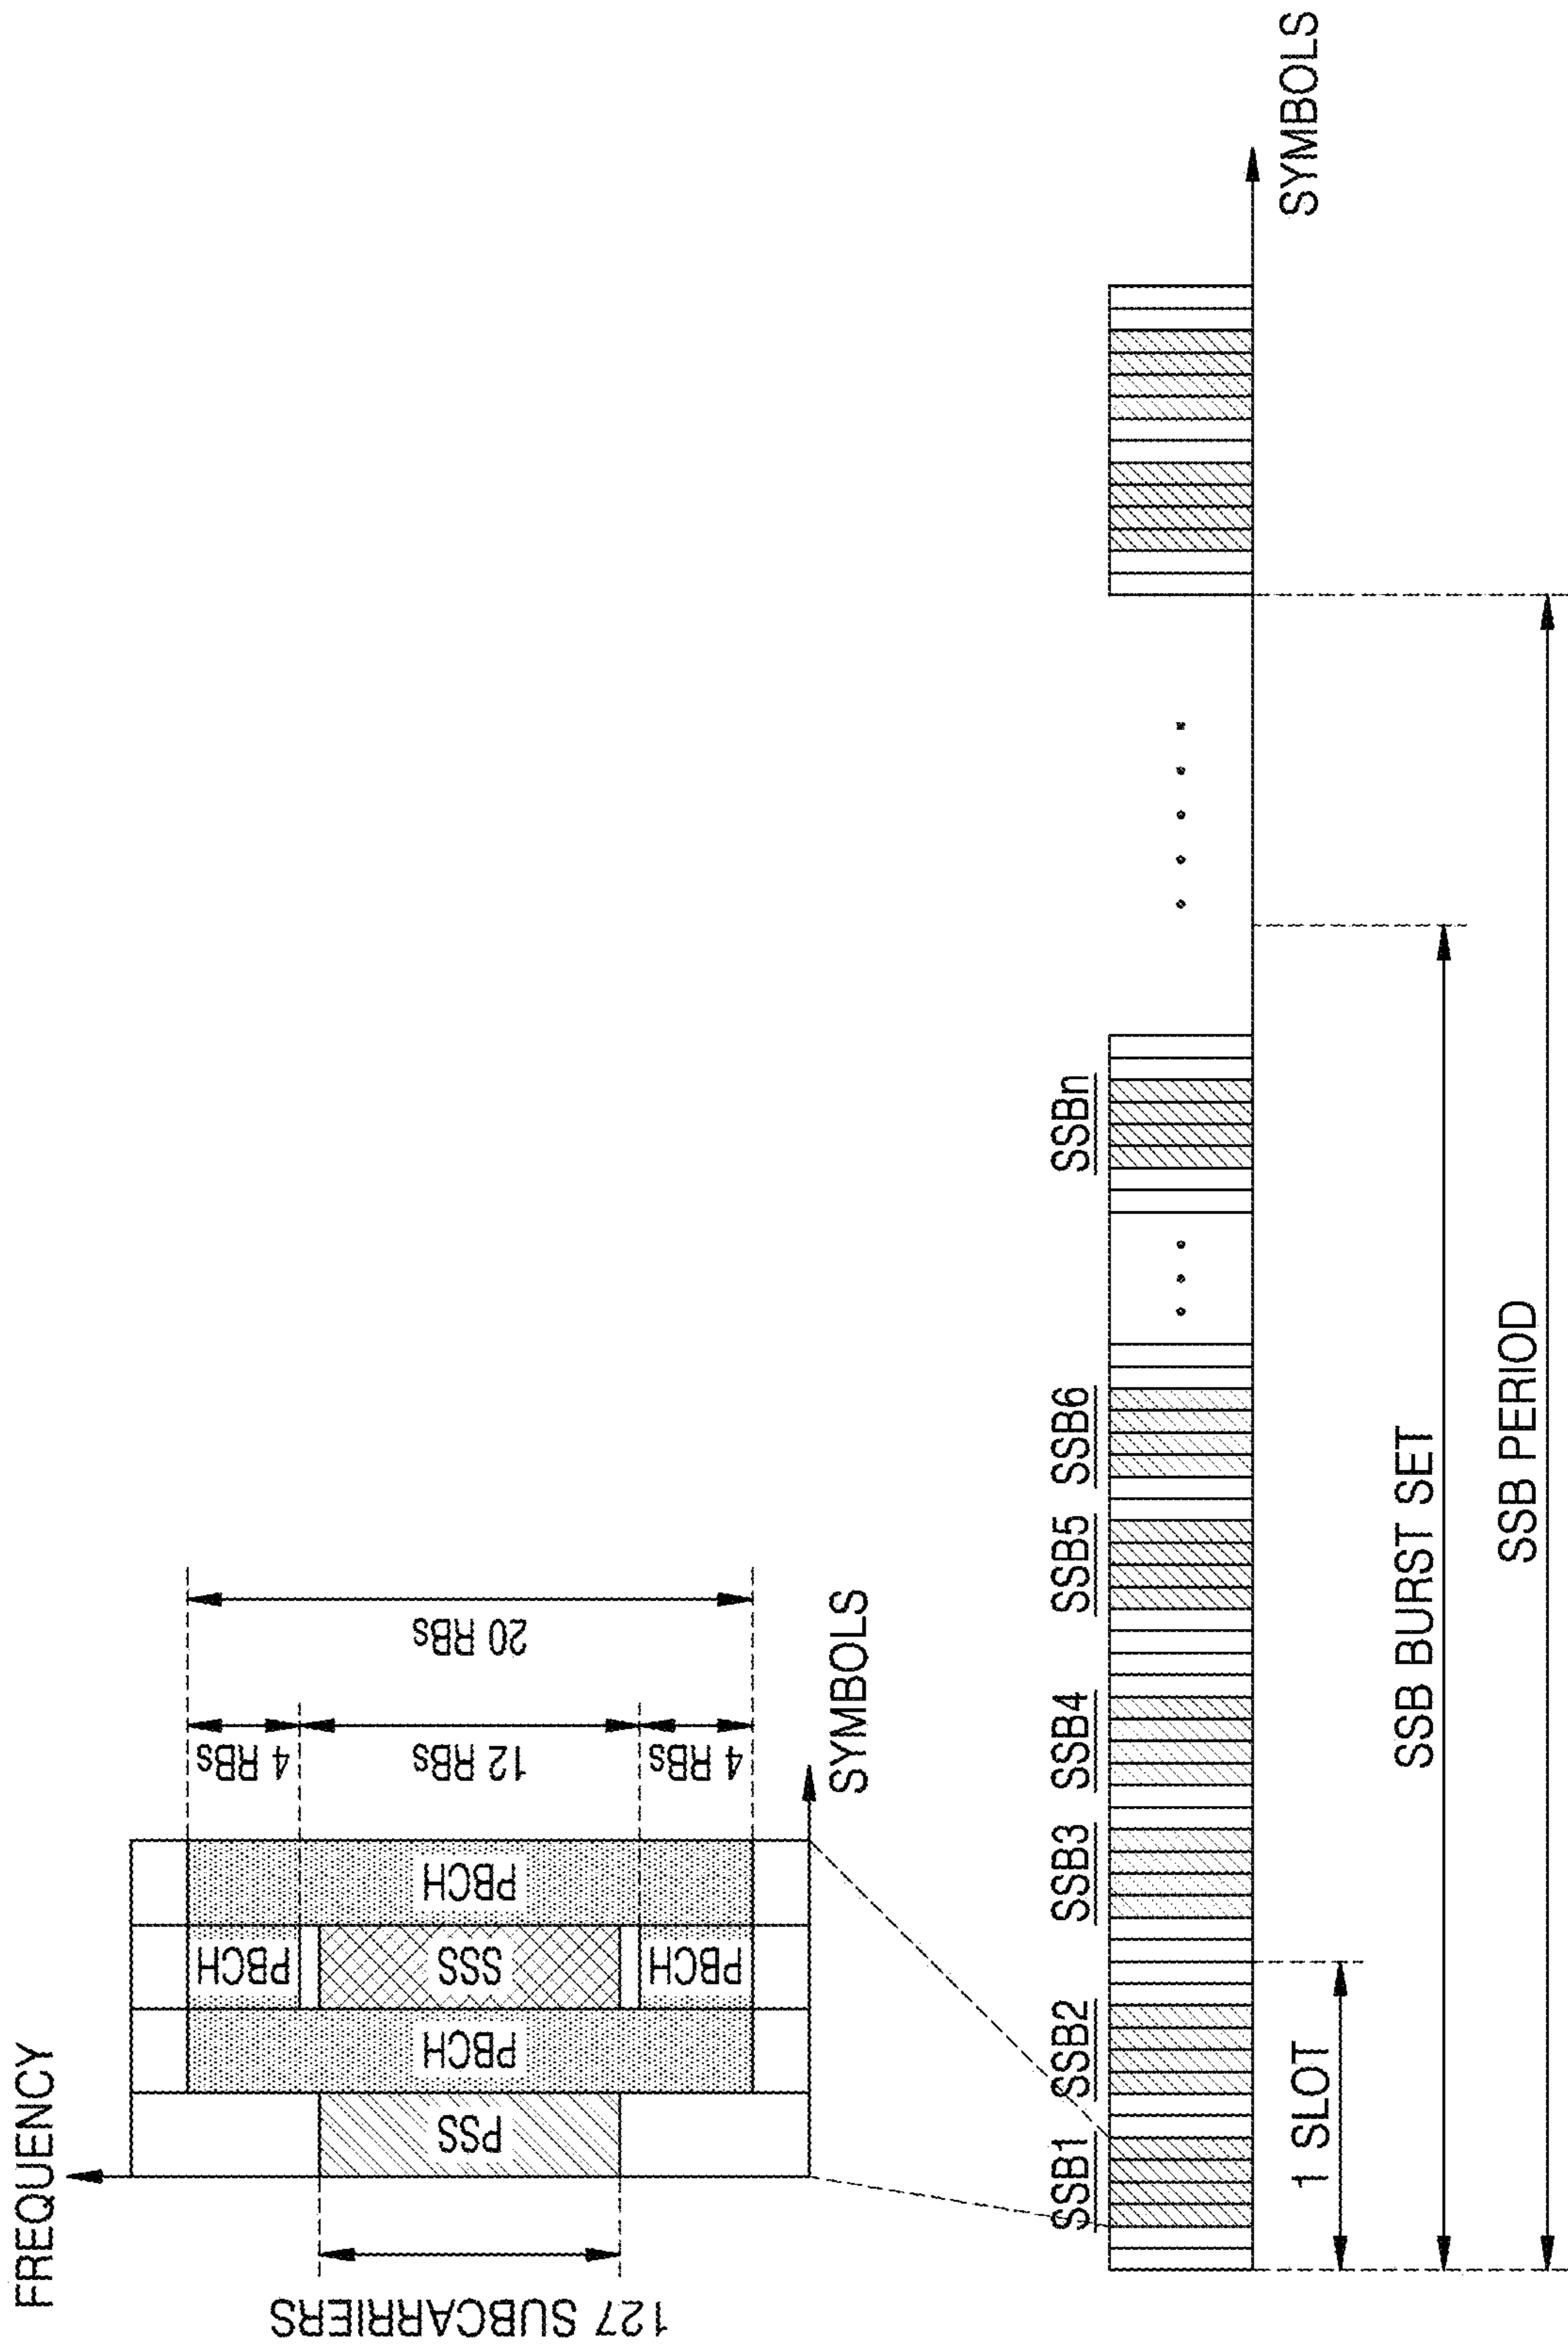 FREQUENCY
127 SUBCARRIERS
PSS
PBCH
PBCH
SSS
PBCH
PBCH
4 RBs
12 RBs
4 RBs
20 RBs
SYMBOLS
SSB1
SSB2
SSB3
SSB4
SSB5
SSB6
SSBn
SYMBOLS
1 SLOT
SSB BURST SET
SSB PERIOD